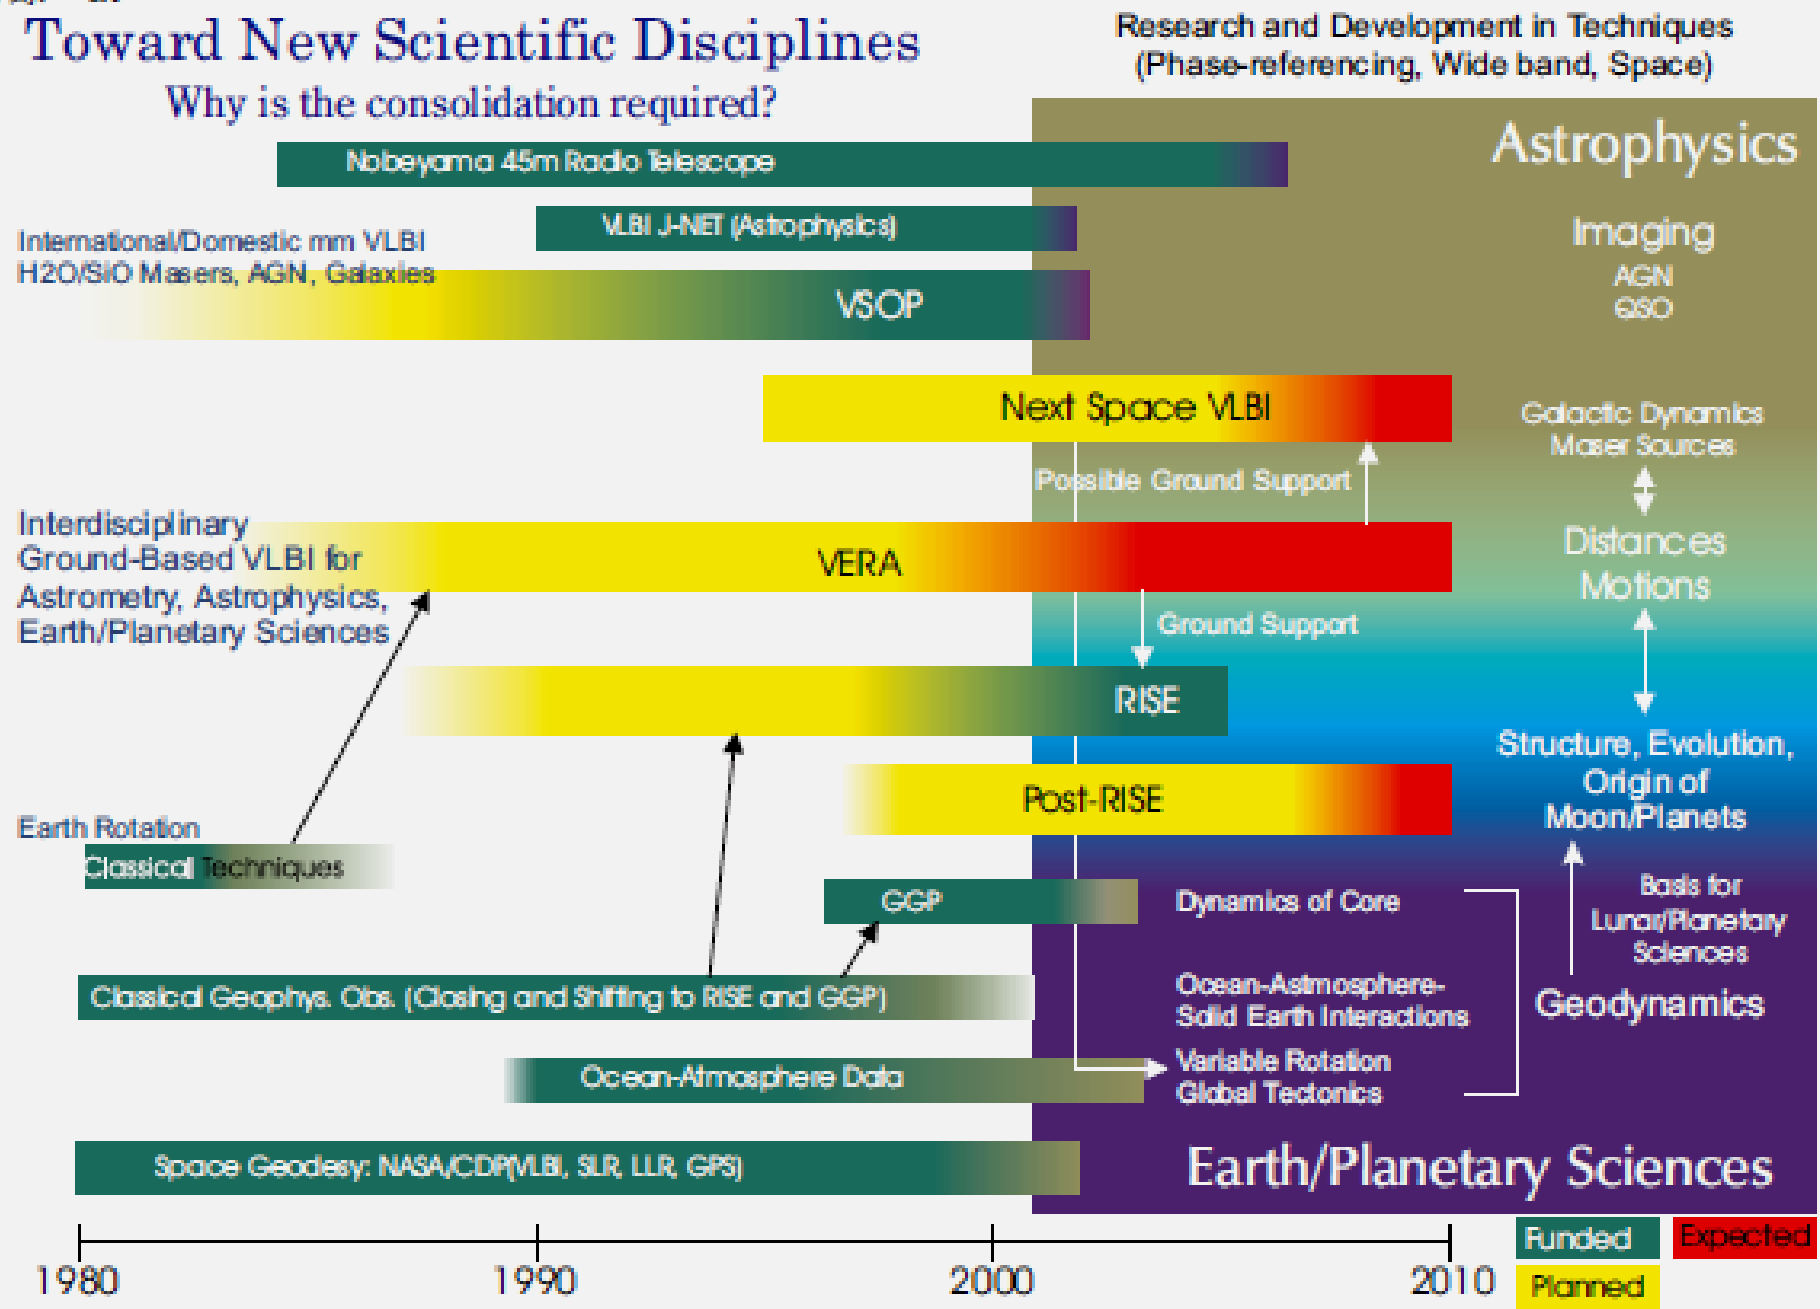 Toward New Scientific Disciplines
Why is the consolidation required?
Research and Development in Techniques
(Phase-referencing, Wide band, Space)
Astrophysics
Nobeyama 45m Radio Telescope
VLBI J-NET (Astrophysics)
International/Domestic mm VLBI
H2O/SiO Masers, AGN, Galaxies
VSOP
Imaging
AGN
QSO
Next Space VLBI
Galactic Dynamics
Maser Sources
Possible Ground Support
Interdisciplinary
Ground-Based VLBI for
Astrometry, Astrophysics,
Earth/Planetary Sciences
VERA
Distances
Motions
Ground Support
RISE
Structure, Evolution,
Origin of
Moon/Planets
Post-RISE
Earth Rotation
Classical Techniques
GGP
Dynamics of Core
Basis for
Lunar/Planetary
Sciences
Classical Geophys. Obs. (Closing and Shifting to RISE and GGP)
Ocean-Astmosphere-
Solid Earth Interactions
Geodynamics
Ocean-Atmosphere Data
Variable Rotation
Global Tectonics
Space Geodesy: NASA/CDP(VLBI, SLR, LLR, GPS)
Earth/Planetary Sciences
1980
1990
2000
2010
Funded
Expected
Planned